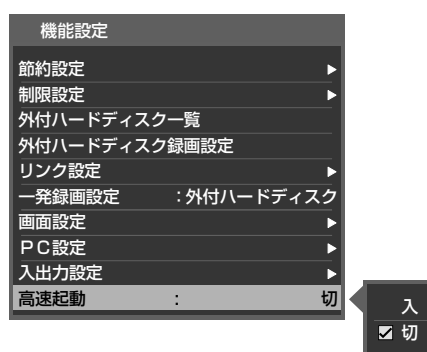 機能設定
節約設定 ▶
制限設定 ▶
外付ハードディスク一覧
外付ハードディスク録画設定
リンク設定 ▶
一発録画設定 :外付ハードディスク
画面設定 ▶
PC設定 ▶
入出力設定 ▶
高速起動 : 切
入
☑ 切